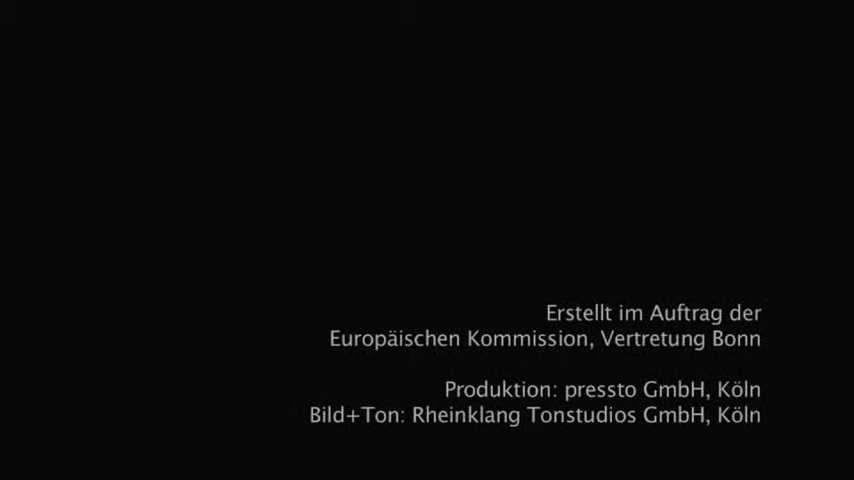 Erstellt im Auftrag der
Europäischen Kommission, Vertretung Bonn
Produktion: pressto GmbH, Köln
Bild+Ton: Rheinklang Tonstudios GmbH, Köln